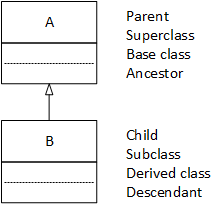 A
Parent
Superclass
Base class
Ancestor
B
Child
Subclass
Derived class
Descendant